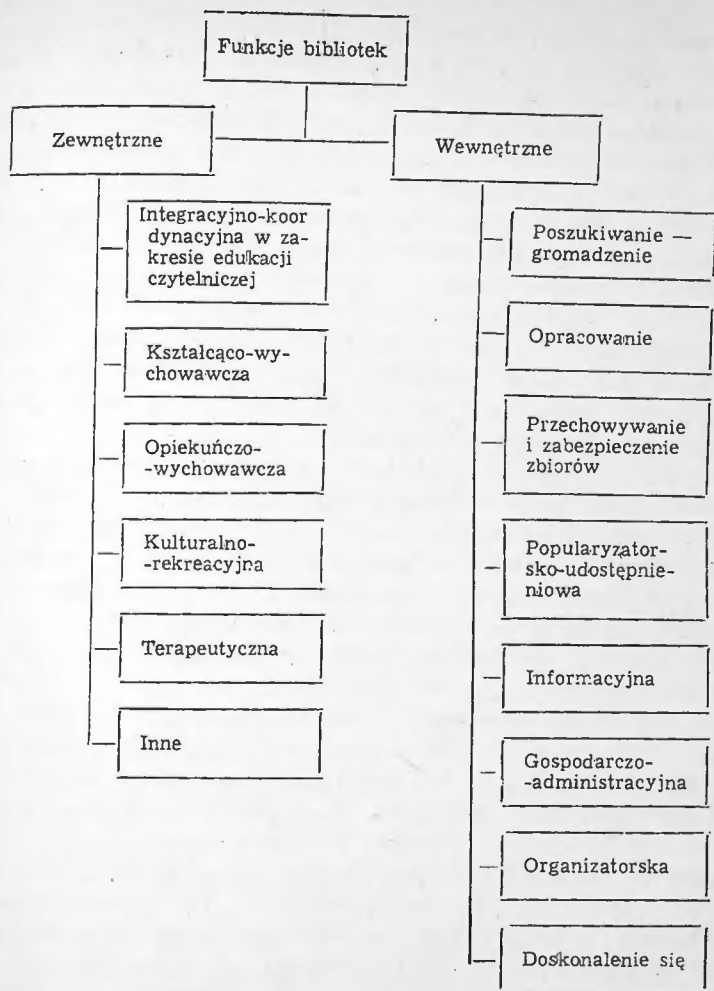 Funkcje bibliotek
Zewnętrzne
Integracyjno-koor
dynacyjna w za-
kresie edukacji
czytelniczej
Kształcąco-wy-
chowawcza
Opiekuńczo-
-wychowawcza
Kulturalno-
-rekreacyjna
Terapeutyczna
Inne
Wewnętrzne
Poszukiwanie —
gromadzenie
Opracowanie
Przechowywanie
i zabezpieczenie
zbiorów
Popularyzator-
sko-udostępnie-
niowa
Informacyjna
Gospodarczo-
-administracyjna
Organizatorska
Doskonalenie się